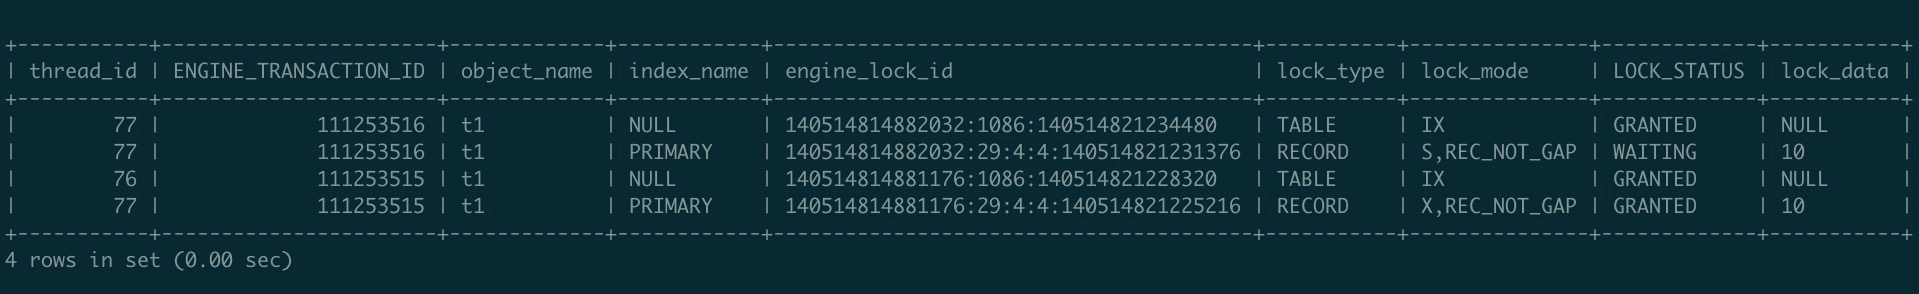 +-----------+-----------------------+-------------+------------+----------------------------------------+-----------+---------------+-------------+-----------+
| thread_id | ENGINE_TRANSACTION_ID | object_name | index_name | engine_lock_id                         | lock_type | lock_mode     | LOCK_STATUS | lock_data |
+-----------+-----------------------+-------------+------------+----------------------------------------+-----------+---------------+-------------+-----------+
|        77 |             111253516 | t1          | NULL       | 140514814882032:1086:140514821234480   | TABLE     | IX            | GRANTED     | NULL      |
|        77 |             111253516 | t1          | PRIMARY    | 140514814882032:29:4:4:140514821231376 | RECORD    | S,REC_NOT_GAP | WAITING     | 10        |
|        76 |             111253515 | t1          | NULL       | 140514814881176:1086:140514821228320   | TABLE     | IX            | GRANTED     | NULL      |
|        77 |             111253515 | t1          | PRIMARY    | 140514814881176:29:4:4:140514821225216 | RECORD    | X,REC_NOT_GAP | GRANTED     | 10        |
+-----------+-----------------------+-------------+------------+----------------------------------------+-----------+---------------+-------------+-----------+
4 rows in set (0.00 sec)